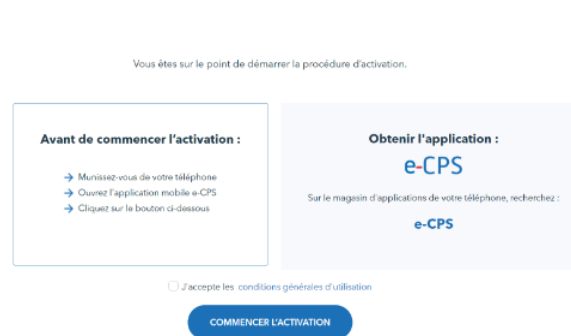 Vous êtes sur le point de démarrer la procédure d'activation.
Avant de commencer l'activation :
→ Munissez-vous de votre téléphone
→ Ouvrez l'application mobile e-CPS
→ Cliquez sur le bouton ci-dessous
Obtenir l'application :
e-CPS
Sur le magasin d'applications de votre téléphone, recherchez :
e-CPS
J'accepte les conditions générales d'utilisation
COMMENCER L'ACTIVATION